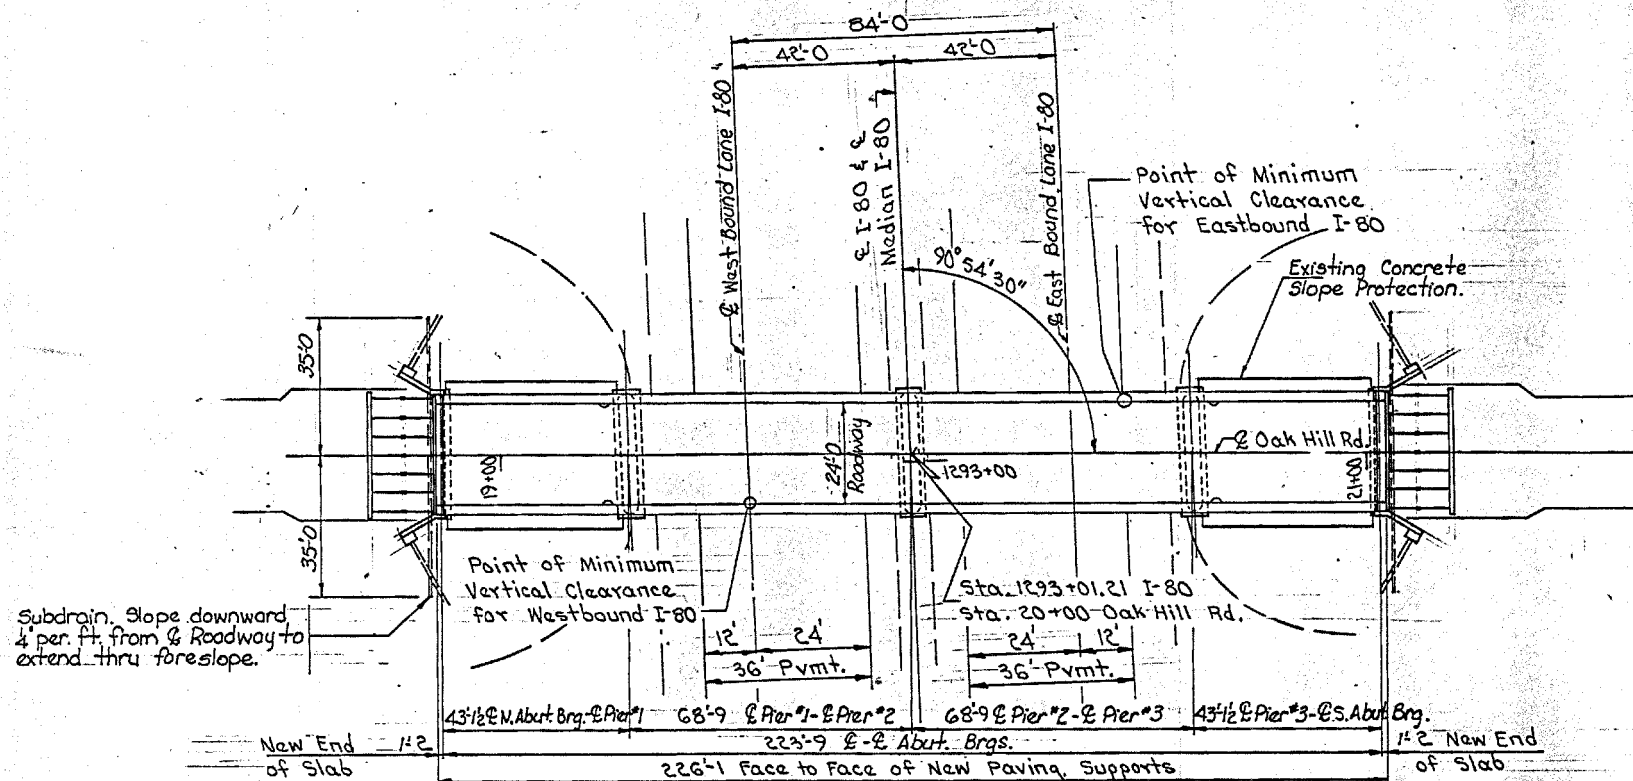 84'-0
42'-0
42'-0
℄ West Bound Lane I-80
℄ I-80 & ℄
Median I-80
℄ East Bound Lane I-80
90° 54' 30"
Point of Minimum
Vertical Clearance
for Eastbound I-80
Existing Concrete
Slope Protection.
35'-0
35'-0
19+00
24'-0
Roadway
1293+00
℄ Oak Hill Rd.
21+00
Point of Minimum
Vertical Clearance
for Westbound I-80
Sta. 1293+01.21 I-80
Sta. 20+00 Oak Hill Rd.
Subdrain. Slope downward
¼" per. ft. from ℄ Roadway to
extend thru foreslope.
12' 24'
36' Pvmt.
24' 12'
36' Pvmt.
43'-1½ ℄ N. Abut. Brg.-℄ Pier #1
68'-9 ℄ Pier #1-℄ Pier #2
68'-9 ℄ Pier #2-℄ Pier #3
43'-1½ ℄ Pier #3-℄ S. Abut. Brg.
New End
of Slab
1'-2
223'-9 ℄-℄ Abut. Brgs.
1'-2 New End
of Slab
226'-1 Face to Face of New Paving Supports